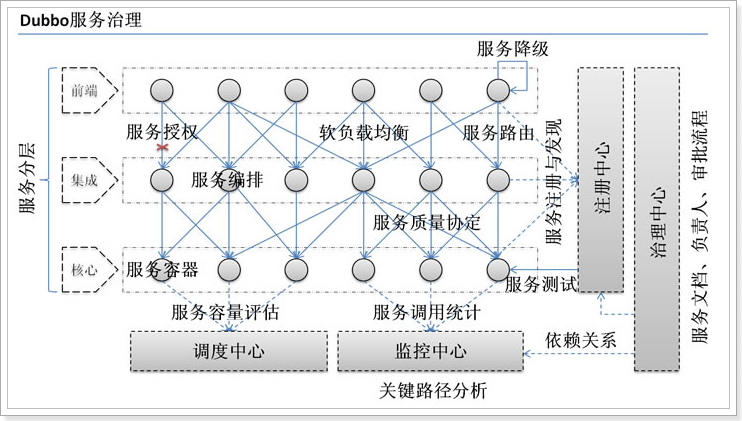 Dubbo服务治理
服务降级
前端
服务授权
软负载均衡
服务路由
服务分层
集成
服务编排
服务注册与发现
注册中心
治理中心
服务文档、负责人、审批流程
服务质量协定
核心
服务容器
服务测试
服务容量评估
服务调用统计
调度中心
监控中心
依赖关系
关键路径分析